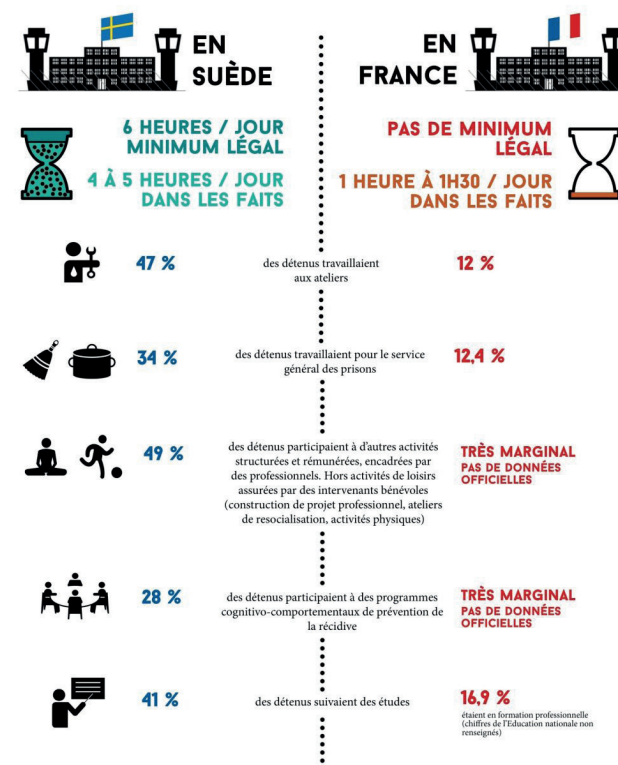 EN
SUÈDE
EN
FRANCE
6 HEURES / JOUR
MINIMUM LÉGAL
4 À 5 HEURES / JOUR
DANS LES FAITS
PAS DE MINIMUM
LÉGAL
1 HEURE À 1H30 / JOUR
DANS LES FAITS
47 %
des détenus travaillaient
aux ateliers
12 %
34 %
des détenus travaillaient pour le service
général des prisons
12,4 %
49 %
des détenus participaient à d'autres activités
structurées et rémunérées, encadrées par
des professionnels. Hors activités de loisirs
assurées par des intervenants bénévoles
(construction de projet professionnel, ateliers
de resocialisation, activités physiques)
TRÈS MARGINAL
PAS DE DONNÉES
OFFICIELLES
28 %
des détenus participaient à des programmes
cognitivo-comportementaux de prévention de
la récidive
TRÈS MARGINAL
PAS DE DONNÉES
OFFICIELLES
41 %
des détenus suivaient des études
16,9 %
étaient en formation professionnelle
(chiffres de l'Education nationale non
renseignés)